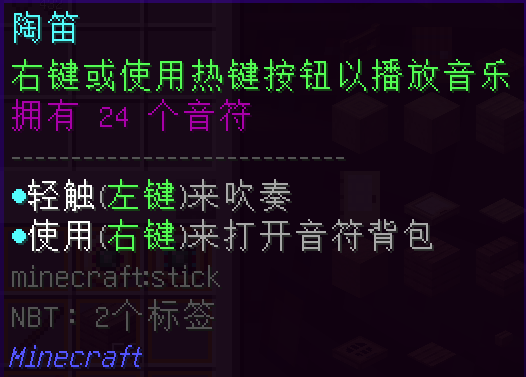 陶笛
右键或使用热键按钮以播放音乐
拥有 24 个音符
----------------------------
●轻触(左键)来吹奏
●使用(右键)来打开音符背包
minecraft:stick
NBT: 2个标签
Minecraft